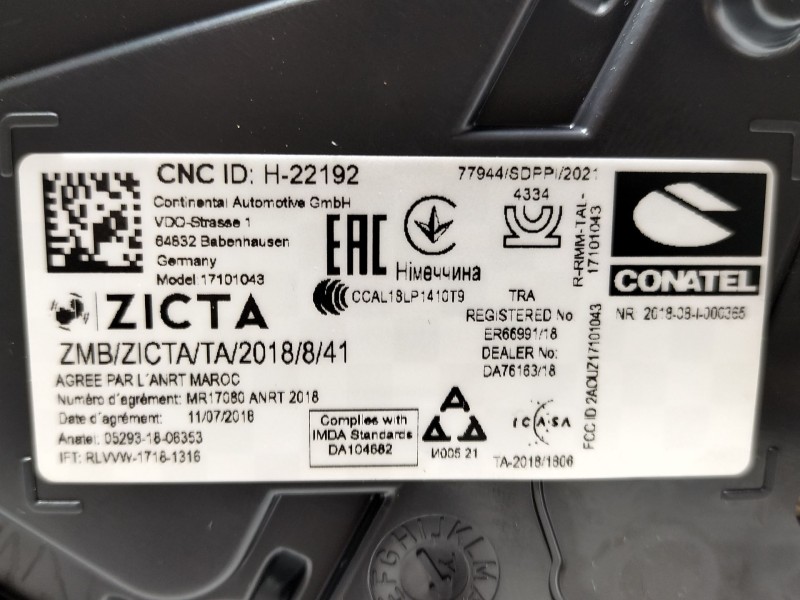 CNC ID: H-22192
Continental Automotive GmbH
VDO-Strasse 1
64832 Babenhausen
Germany
Model:17101043
EAC
Німеччина
CCAL18LP1410T9
77944/SDPPI/2021
4334
R-RMM-TAL-
17101043
CONATEL
NR: 2018-08-I-000365
ZICTA
ZMB/ZICTA/TA/2018/8/41
AGREE PAR L'ANRT MAROC
Numéro d'agrément: MR17080 ANRT 2018
Date d'agrément: 11/07/2018
Anatel: 05293-18-06353
IFT: RLVVW-1718-1316
Complies with
IMDA Standards
DA104682
И005 21
TRA
REGISTERED No
ER66991/18
DEALER No:
DA76163/18
ICASA
TA-2018/1806
FCC ID 2AOUZ17101043